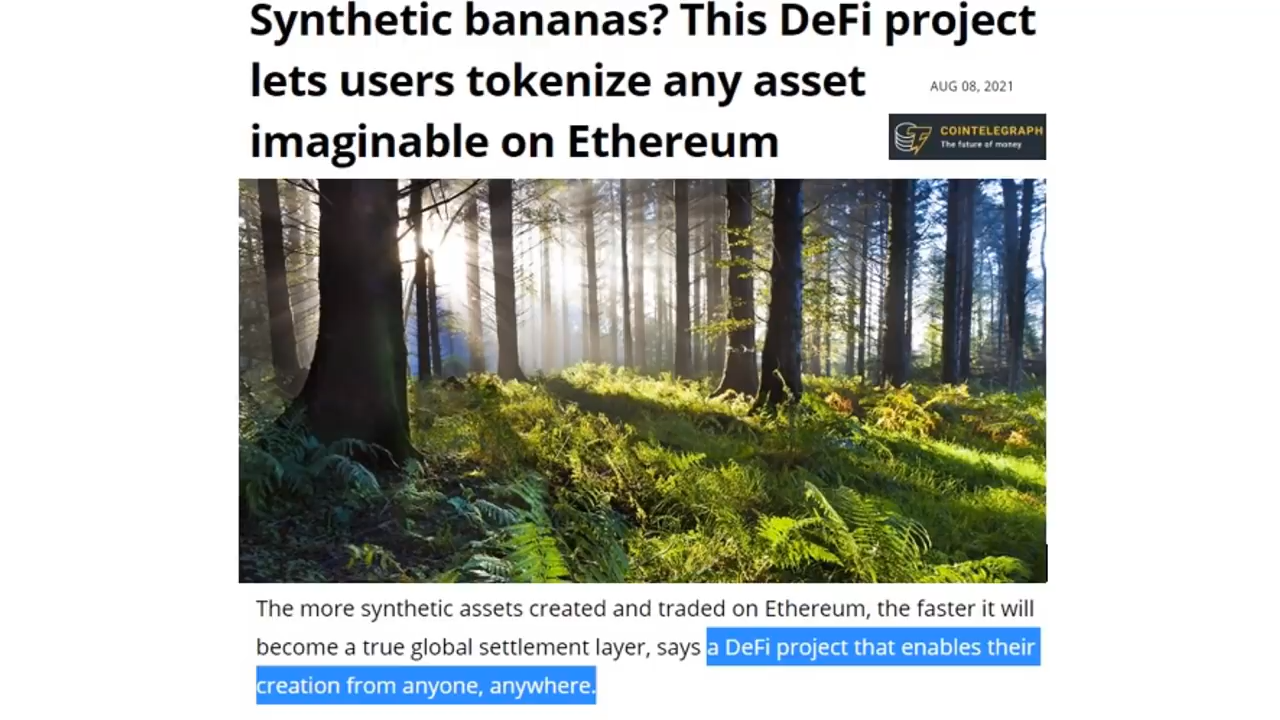 Synthetic bananas? This DeFi project
lets users tokenize any asset
imaginable on Ethereum
AUG 08, 2021
COINTELEGRAPH
The future of money
The more synthetic assets created and traded on Ethereum, the faster it will
become a true global settlement layer, says a DeFi project that enables their
creation from anyone, anywhere.